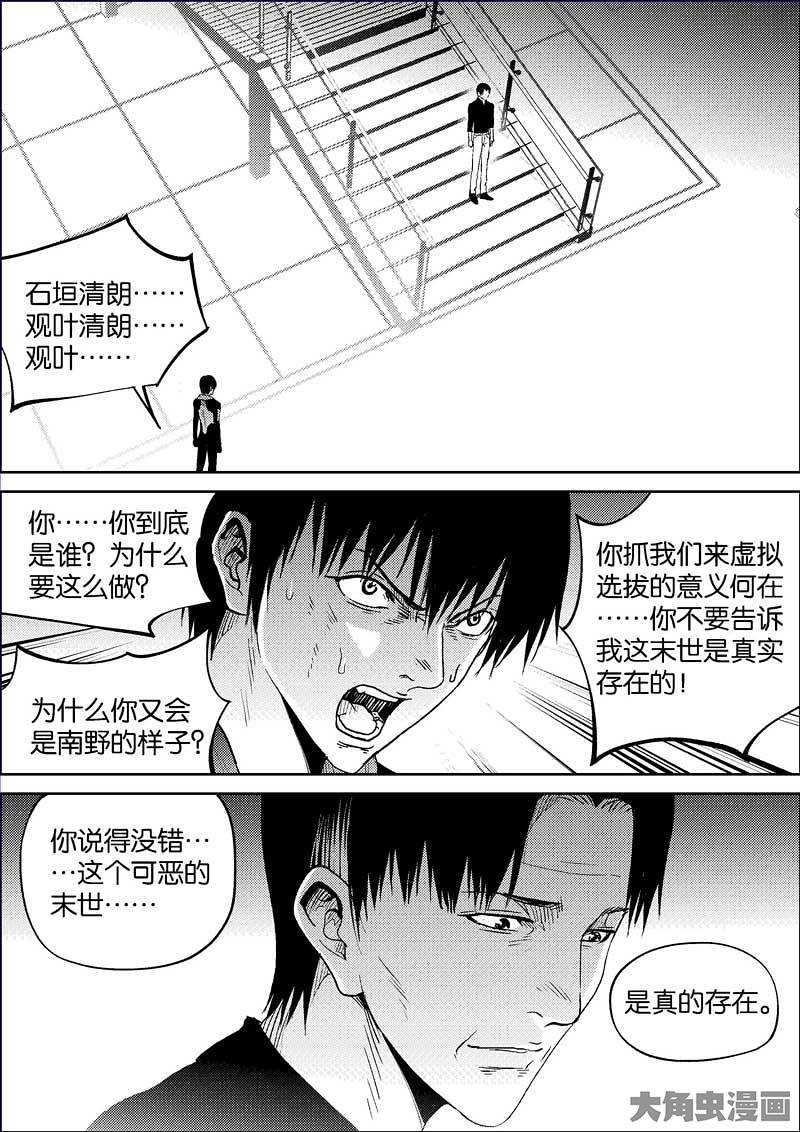 石垣清朗……
观叶清朗……
观叶……
你……你到底
是谁？为什么
要这么做？
为什么你又会
是南野的样子？
你抓我们来虚拟
选拔的意义何在
……你不要告诉
我这末世是真实
存在的！
你说得没错…
…这个可恶的
末世……
是真的存在。
大角虫漫画